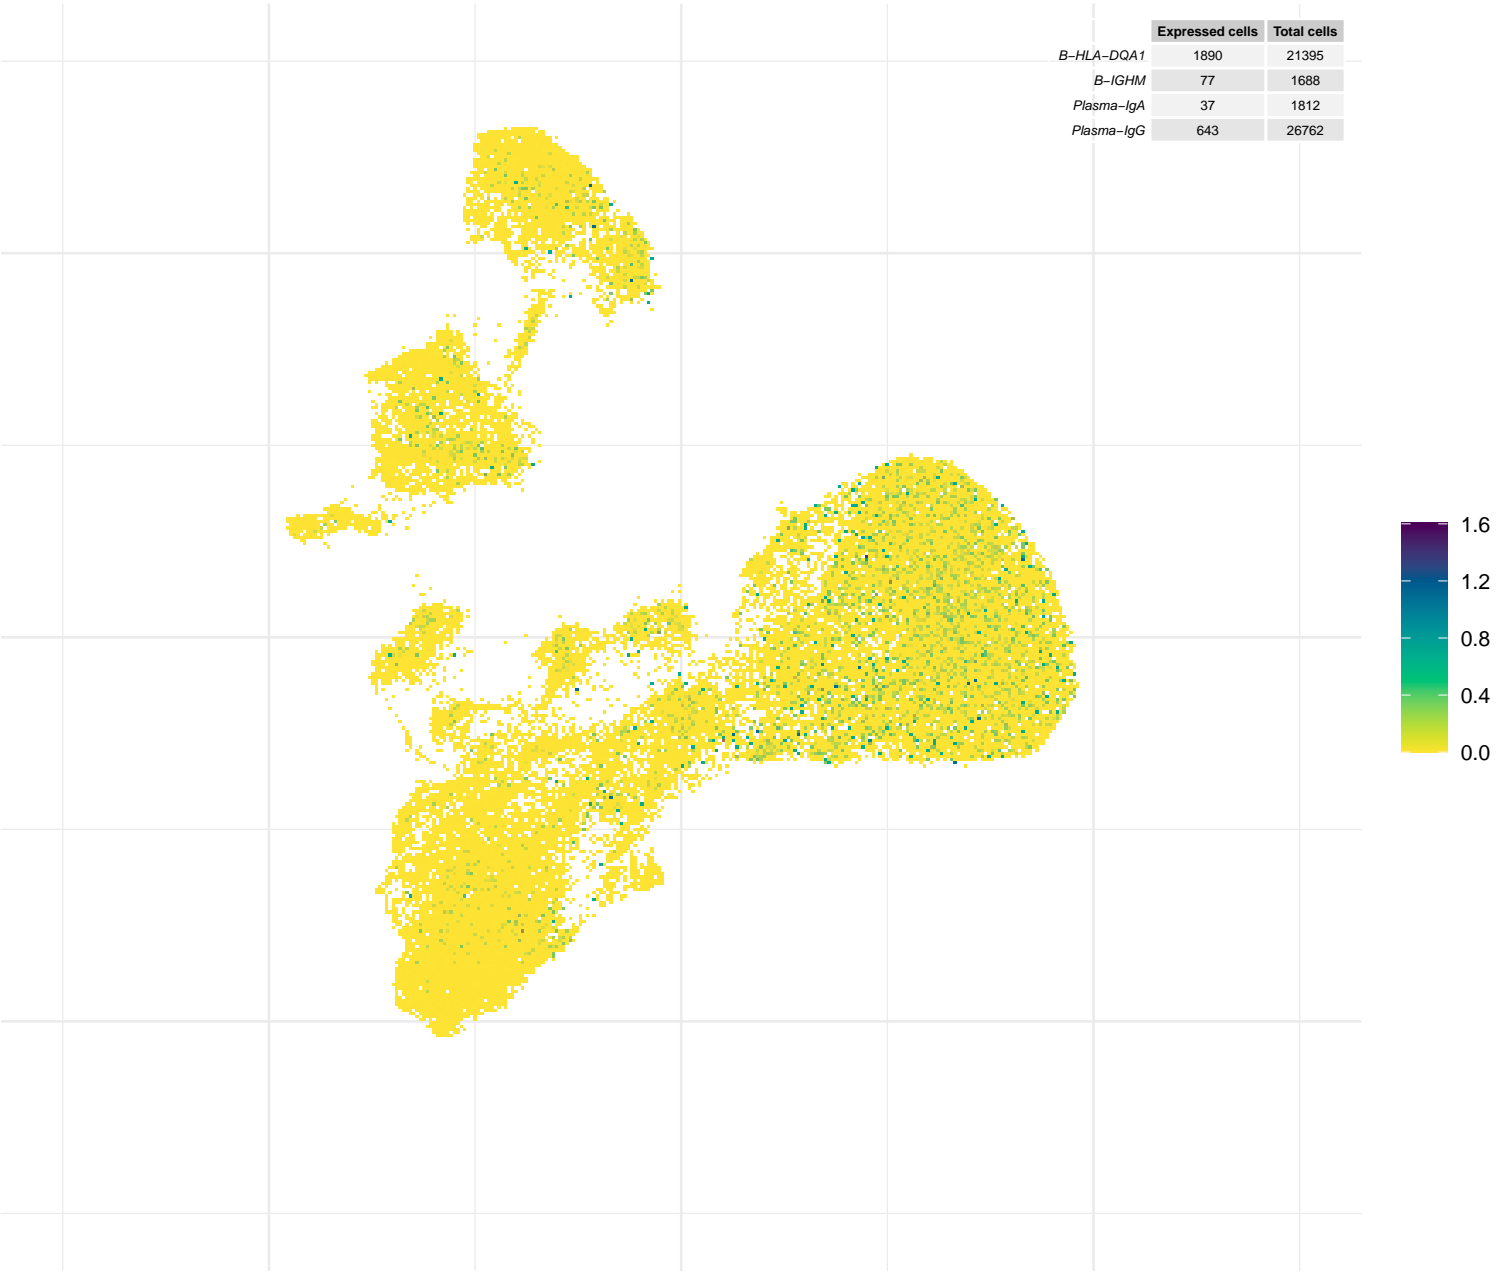 Expressed cells Total cells
B−HLA−DQA1 1890 21395
B−IGHM 77 1688
Plasma−IgA 37 1812
Plasma−IgG 643 26762
1.6
1.2
0.8
0.4
0.0